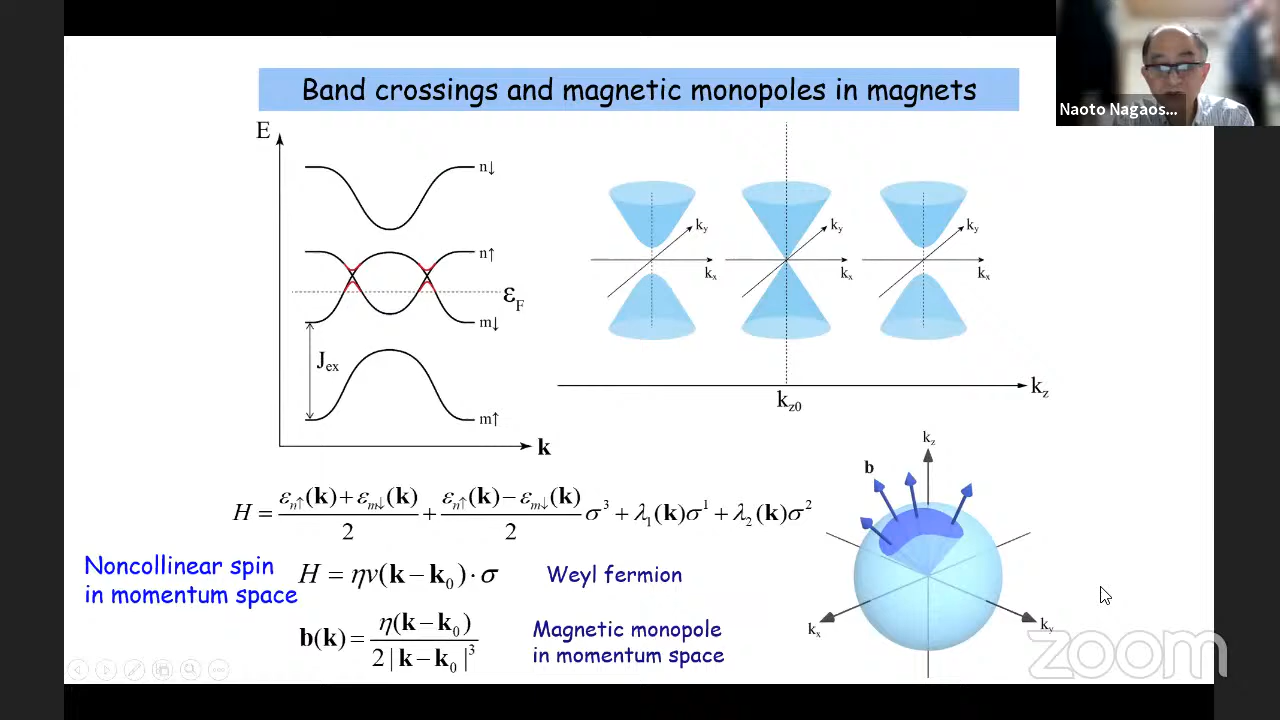 Band crossings and magnetic monopoles in magnets
Naoto Nagaos...
E
n↓
n↑
ε_F
m↓
J_ex
m↑
k
k_y
k_x
k_y
k_x
k_y
k_x
k_z0
k_z
H = (ε_n↑(k)+ε_m↓(k))/2 + (ε_n↑(k)−ε_m↓(k))/2 σ^3 + λ_1(k)σ^1 + λ_2(k)σ^2
Noncollinear spin
in momentum space
H = ηv(k−k_0)·σ
Weyl fermion
b(k) = η(k−k_0)/(2|k−k_0|^3)
Magnetic monopole
in momentum space
k_z
b
k_x
k_y
zoom